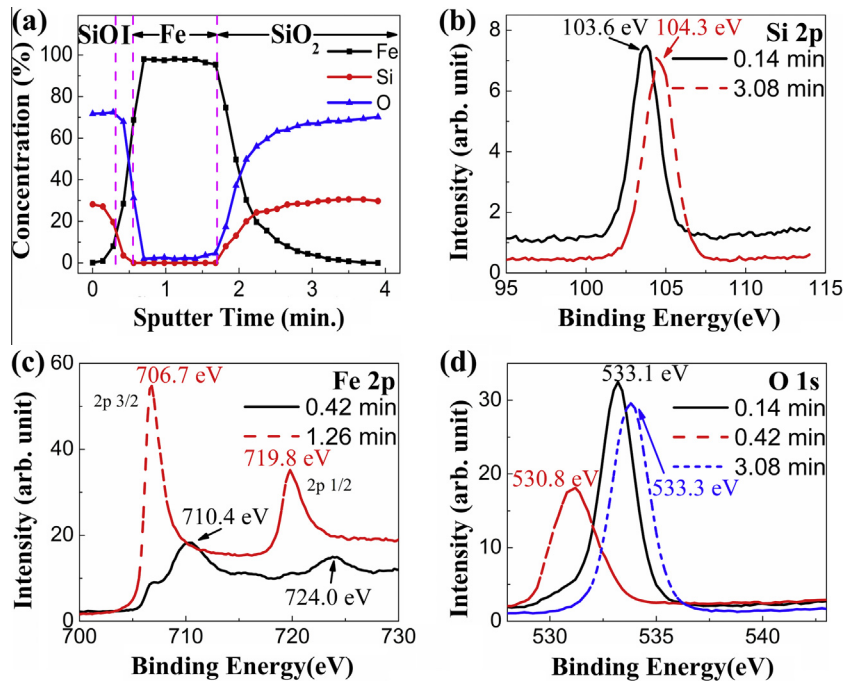 (a)
SiO I Fe SiO2
Fe
Si
O
Concentration (%)
100
80
60
40
20
0
0 1 2 3 4
Sputter Time (min.)
(b)
Si 2p
103.6 eV
104.3 eV
0.14 min
3.08 min
Intensity (arb. unit)
8
6
4
2
0
95 100 105 110 115
Binding Energy(eV)
(c)
Fe 2p
706.7 eV
2p 3/2
0.42 min
1.26 min
719.8 eV
2p 1/2
710.4 eV
724.0 eV
Intensity (arb. unit)
60
40
20
0
700 710 720 730
Binding Energy(eV)
(d)
O 1s
533.1 eV
0.14 min
0.42 min
3.08 min
530.8 eV
533.3 eV
Intensity (arb. unit)
30
20
10
0
530 535 540
Binding Energy(eV)